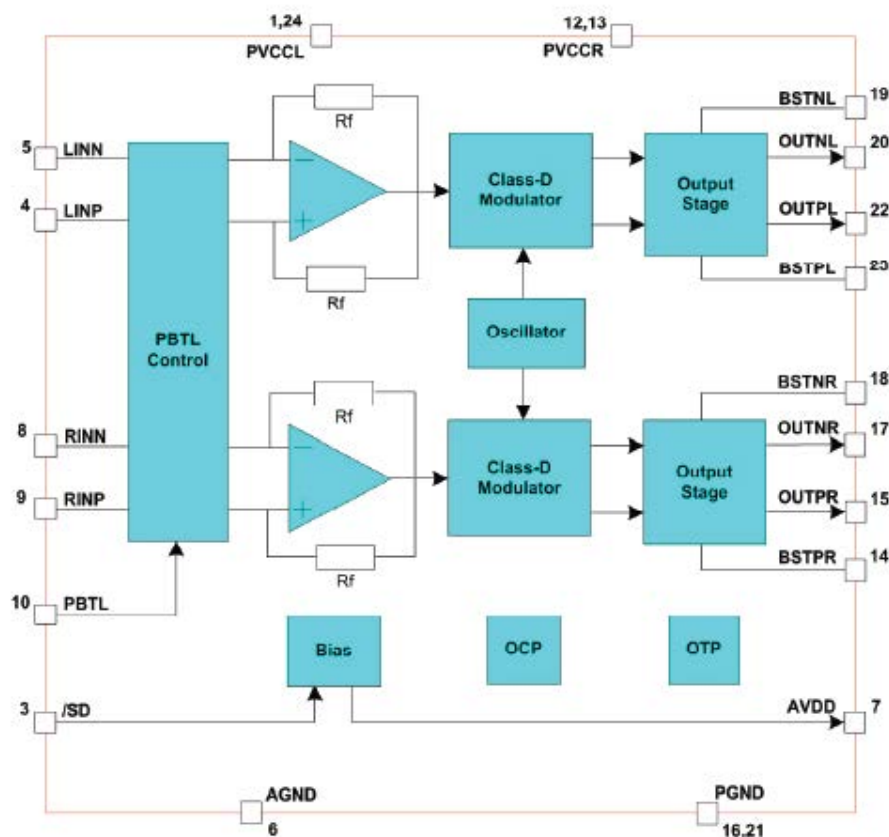 1,24
PVCCL
12,13
PVCCR
Rf
BSTNL
19
5
LINN
OUTNL
20
Class-D
Modulator
Output
Stage
4
LINP
OUTPL
22
BSTPL
23
Rf
Oscillator
PBTL
Control
BSTNR
18
Rf
8
RINN
OUTNR
17
Class-D
Modulator
Output
Stage
9
RINP
OUTPR
15
BSTPR
14
Rf
10
PBTL
Bias
OCP
OTP
3
/SD
AVDD
7
AGND
6
PGND
16,21